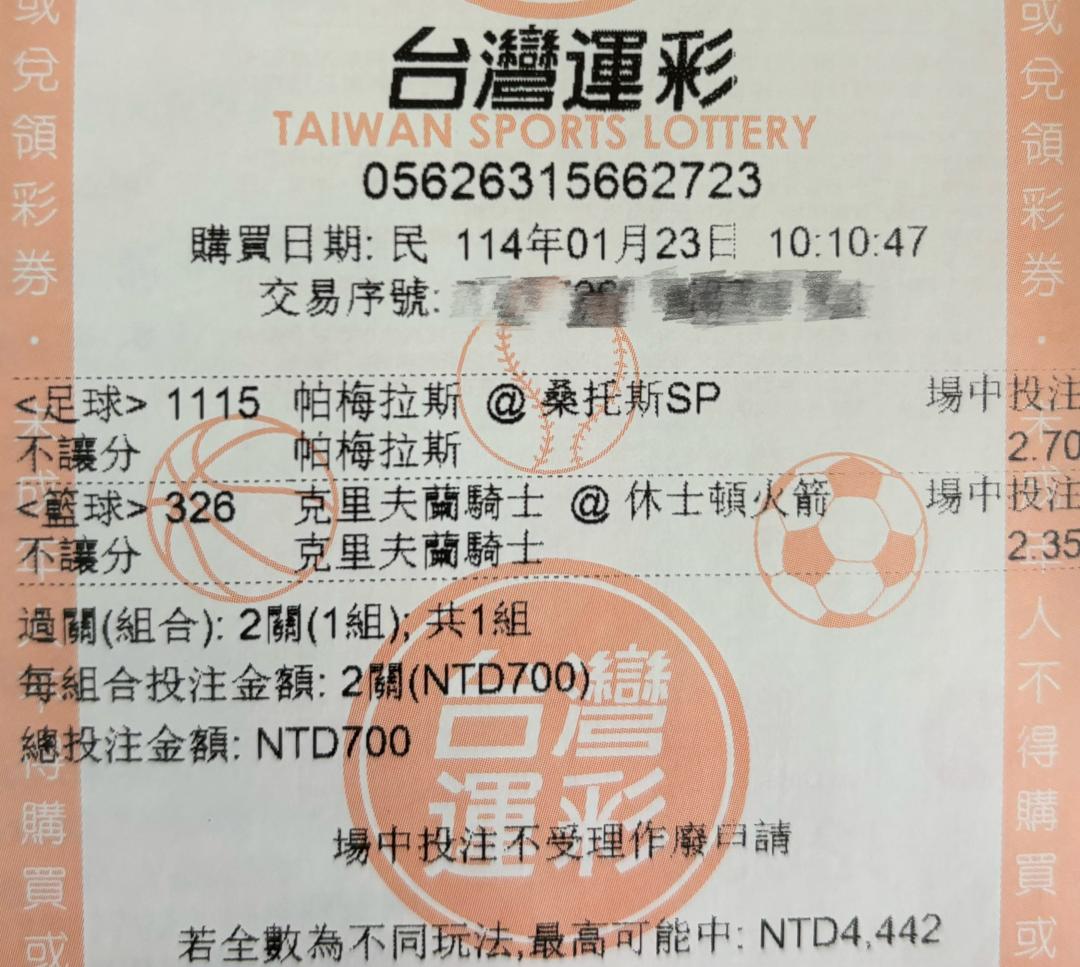 台灣運彩
TAIWAN SPORTS LOTTERY
05626315662723
購買日期: 民 114年01月23日 10:10:47
交易序號:
<足球> 1115 帕梅拉斯 @ 桑托斯SP 場中投注
不讓分 帕梅拉斯 2.70
<籃球> 326 克里夫蘭騎士 @ 休士頓火箭 場中投注
不讓分 克里夫蘭騎士 2.35
過關(組合): 2關(1組); 共1組
每組合投注金額: 2關(NTD700)
總投注金額: NTD700
台灣
運彩
場中投注不受理作廢申請
若全數為不同玩法,最高可能中: NTD4,442
或兌領彩券．未成年人不得購買或
或兌領彩券．未成年人不得購買或